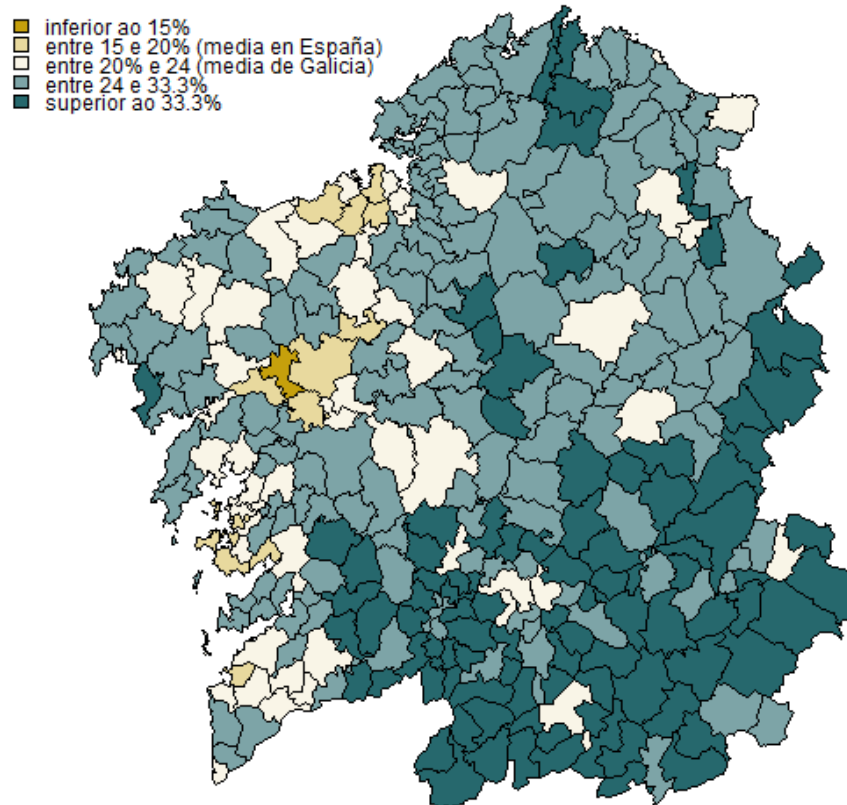 inferior ao 15%
entre 15 e 20% (media en España)
entre 20% e 24 (media de Galicia)
entre 24 e 33.3%
superior ao 33.3%